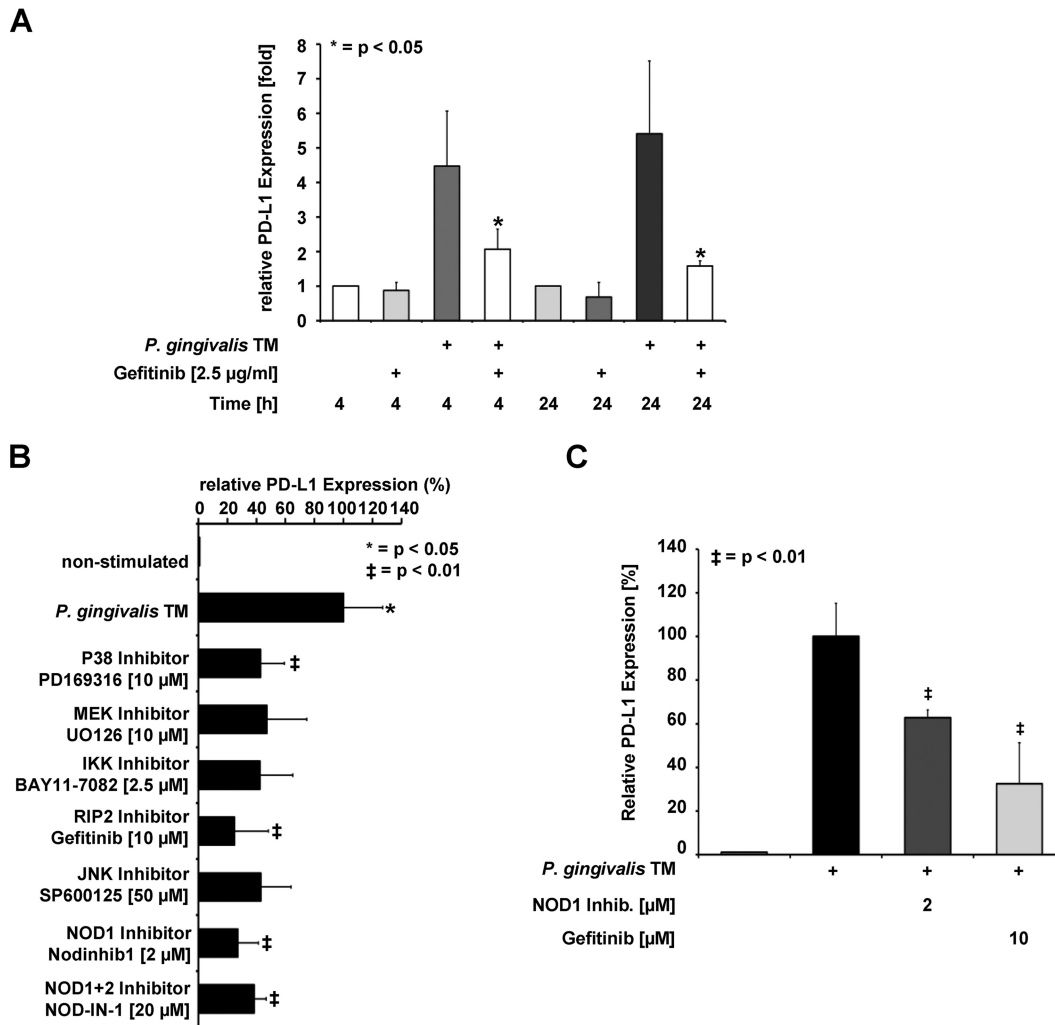 A
* = p < 0.05
relative PD-L1 Expression [fold]
8
7
6
5
4
3
2
1
0
*
*
P. gingivalis TM + + + +
Gefitinib [2.5 µg/ml] + + + +
Time [h] 4 4 4 4 24 24 24 24
B
relative PD-L1 Expression (%)
0 20 40 60 80 100 120 140
* = p < 0.05
‡ = p < 0.01
non-stimulated
P. gingivalis TM
*
P38 Inhibitor
PD169316 [10 µM]
‡
MEK Inhibitor
UO126 [10 µM]
IKK Inhibitor
BAY11-7082 [2.5 µM]
RIP2 Inhibitor
Gefitinib [10 µM]
‡
JNK Inhibitor
SP600125 [50 µM]
NOD1 Inhibitor
Nodinhib1 [2 µM]
‡
NOD1+2 Inhibitor
NOD-IN-1 [20 µM]
‡
C
‡ = p < 0.01
Relative PD-L1 Expression [%]
140
120
100
80
60
40
20
0
‡
‡
P. gingivalis TM + + +
NOD1 Inhib. [µM] 2
Gefitinib [µM] 10